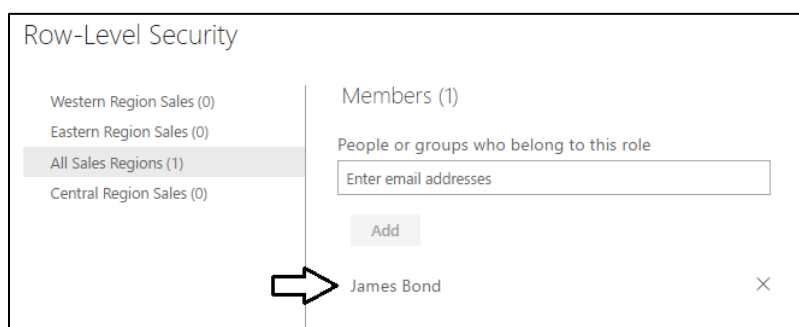 Row-Level Security
Western Region Sales (0)
Eastern Region Sales (0)
All Sales Regions (1)
Central Region Sales (0)
Members (1)
People or groups who belong to this role
Enter email addresses
Add
James Bond